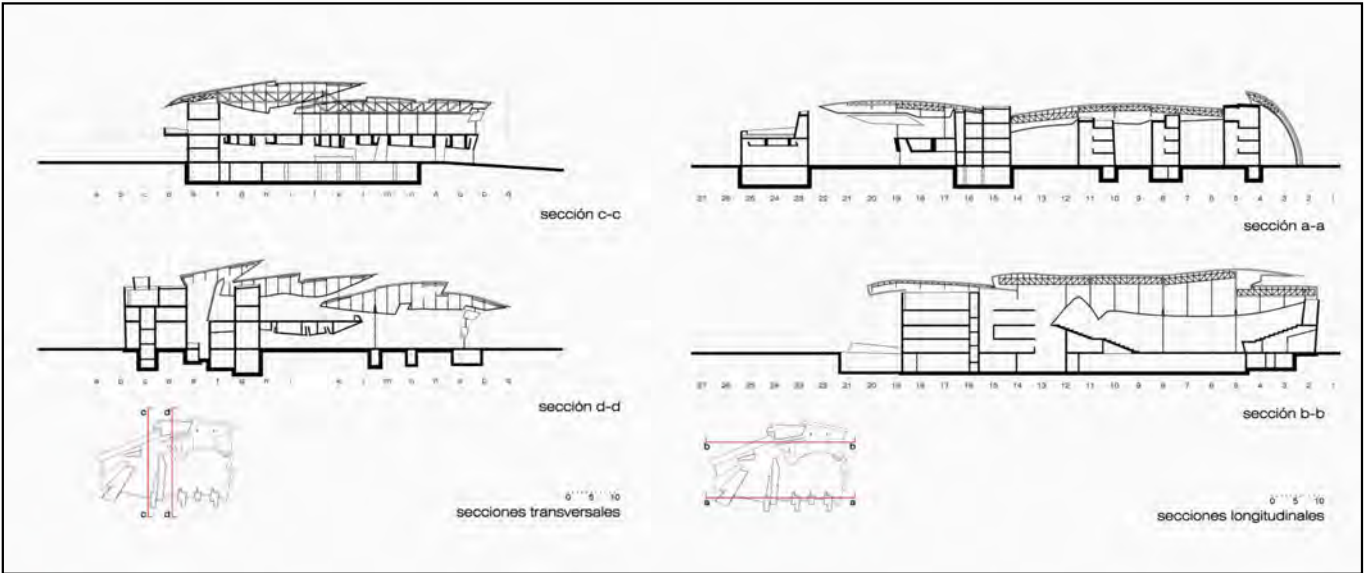 sección c-c
sección d-d
c d
c d
0 5 10
secciones transversales
27 26 25 24 23 22 21 20 19 18 17 16 15 14 13 12 11 10 9 8 7 6 5 4 3 2 1
sección a-a
27 26 25 24 23 22 21 20 19 18 17 16 15 14 13 12 11 10 9 8 7 6 5 4 3 2 1
sección b-b
b b
a a
0 5 10
secciones longitudinales